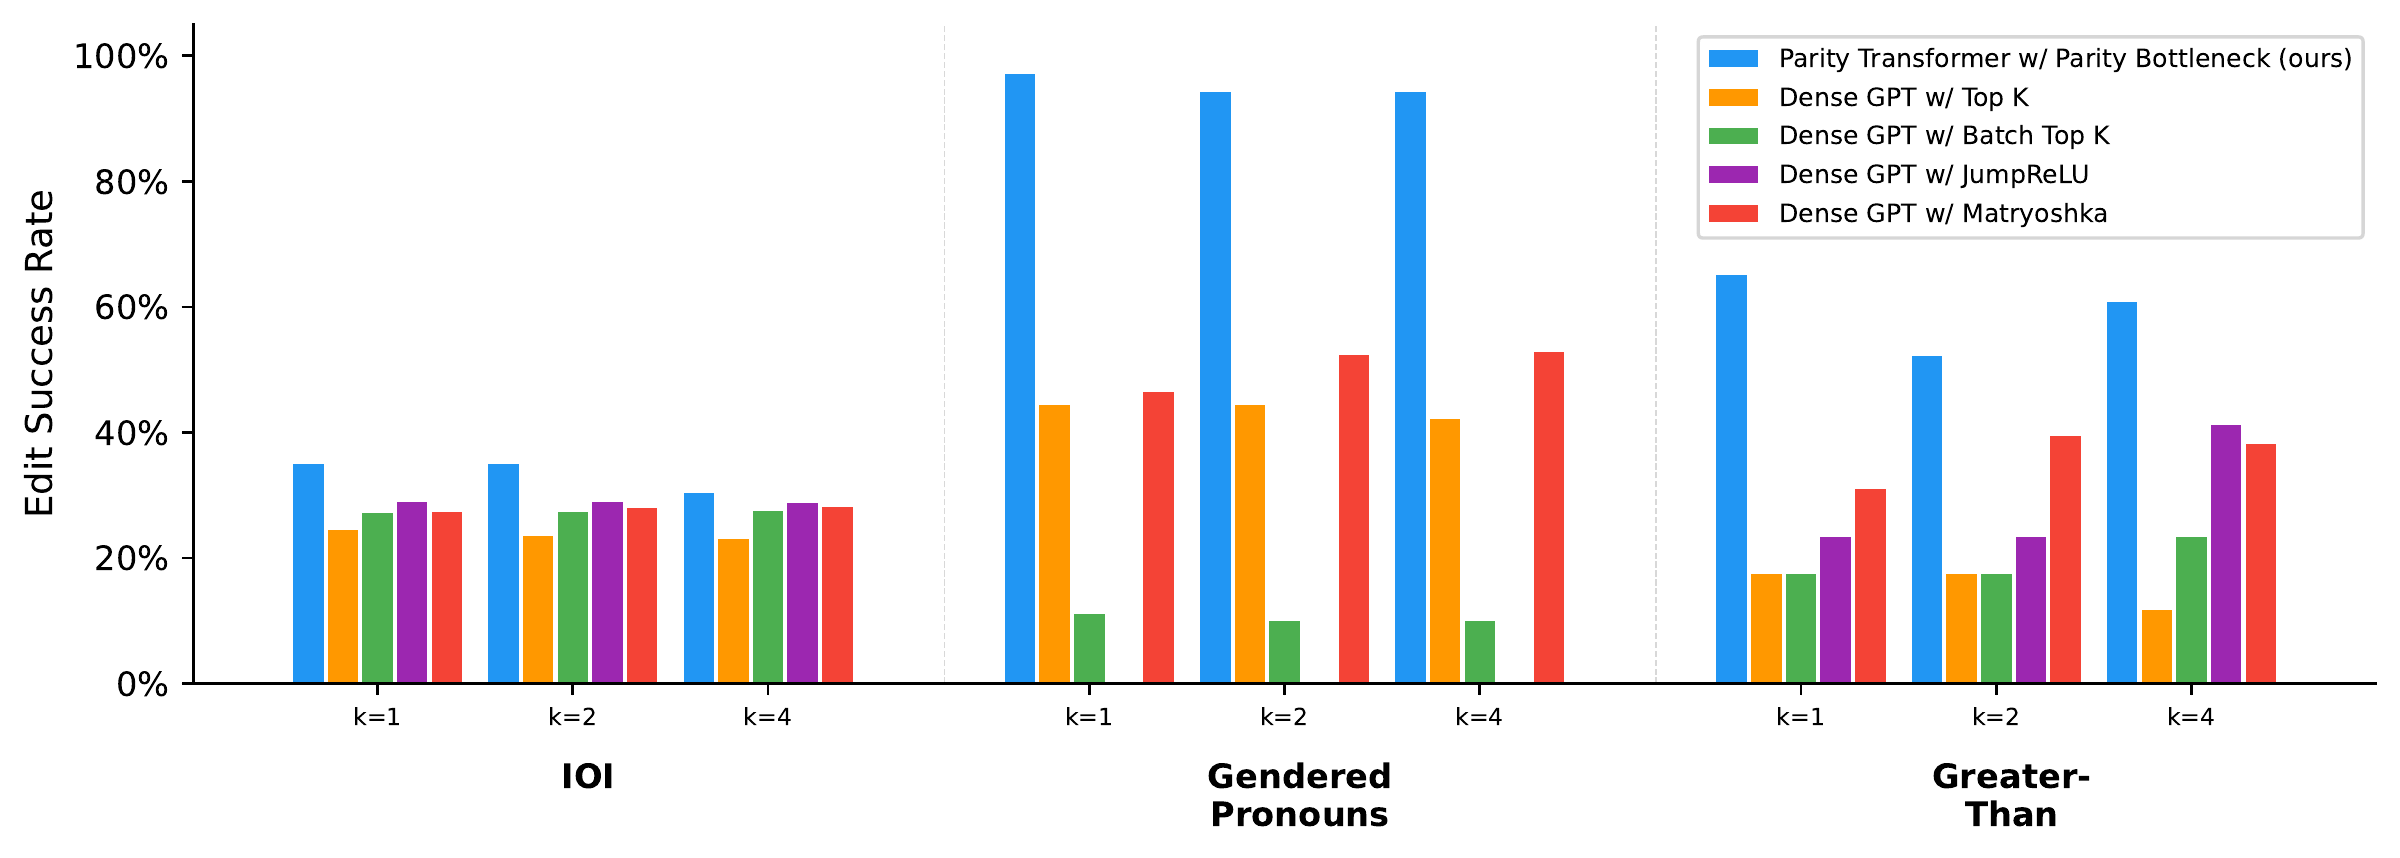 Edit Success Rate
100%
80%
60%
40%
20%
0%
Parity Transformer w/ Parity Bottleneck (ours)
Dense GPT w/ Top K
Dense GPT w/ Batch Top K
Dense GPT w/ JumpReLU
Dense GPT w/ Matryoshka
k=1 k=2 k=4 k=1 k=2 k=4 k=1 k=2 k=4
IOI
Gendered
Pronouns
Greater-
Than